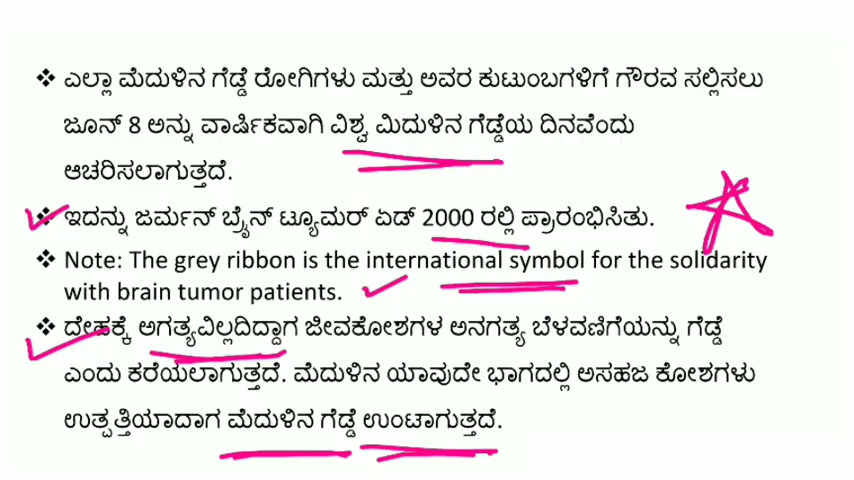 ❖ ಎಲ್ಲಾ ಮೆದುಳಿನ ಗೆಡ್ಡೆ ರೋಗಿಗಳು ಮತ್ತು ಅವರ ಕುಟುಂಬಗಳಿಗೆ ಗೌರವ ಸಲ್ಲಿಸಲು
ಜೂನ್ 8 ಅನ್ನು ವಾರ್ಷಿಕವಾಗಿ ವಿಶ್ವ ಮಿದುಳಿನ ಗೆಡ್ಡೆಯ ದಿನವೆಂದು
ಆಚರಿಸಲಾಗುತ್ತದೆ.
❖ ಇದನ್ನು ಜರ್ಮನ್ ಬ್ರೈನ್ ಟ್ಯೂಮರ್ ಏಡ್ 2000 ರಲ್ಲಿ ಪ್ರಾರಂಭಿಸಿತು.
❖ Note: The grey ribbon is the international symbol for the solidarity
with brain tumor patients.
❖ ದೇಹಕ್ಕೆ ಅಗತ್ಯವಿಲ್ಲದಿದ್ದಾಗ ಜೀವಕೋಶಗಳ ಅನಗತ್ಯ ಬೆಳವಣಿಗೆಯನ್ನು ಗೆಡ್ಡೆ
ಎಂದು ಕರೆಯಲಾಗುತ್ತದೆ. ಮೆದುಳಿನ ಯಾವುದೇ ಭಾಗದಲ್ಲಿ ಅಸಹಜ ಕೋಶಗಳು
ಉತ್ಪತ್ತಿಯಾದಾಗ ಮೆದುಳಿನ ಗೆಡ್ಡೆ ಉಂಟಾಗುತ್ತದೆ.